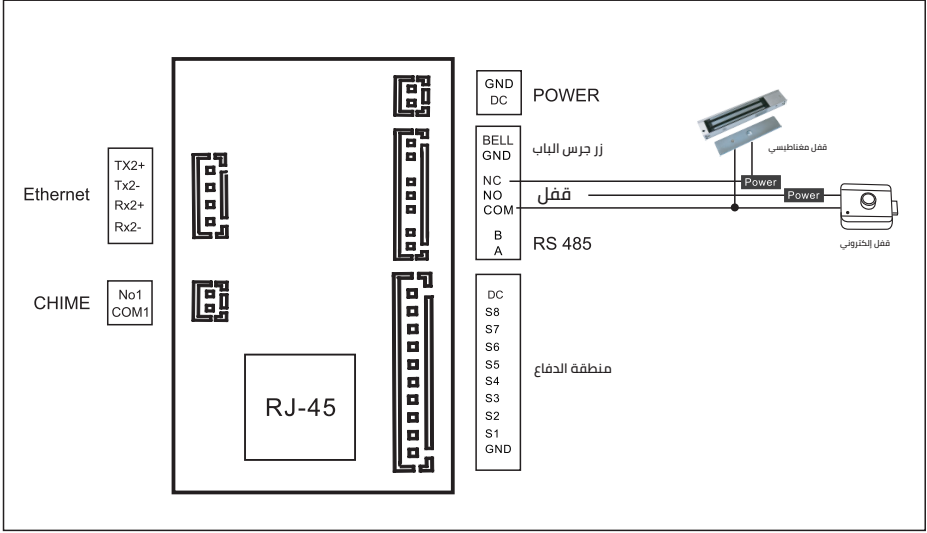 Ethernet
TX2+
Tx2-
Rx2+
Rx2-
CHIME
No1
COM1
RJ-45
GND
DC
POWER
BELL
GND
زر جرس الباب
NC
NO
COM
قفل
B
A
RS 485
DC
S8
S7
S6
S5
S4
S3
S2
S1
GND
منطقة الدفاع
قفل مغناطيسي
Power
Power
قفل إلكتروني